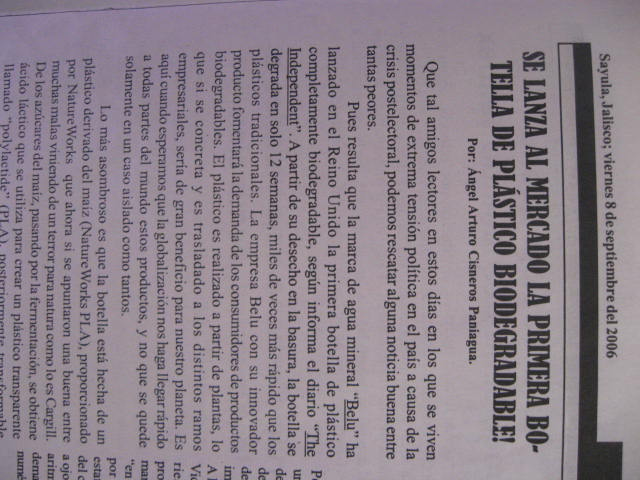 Sayula, Jalisco; viernes 8 de septiembre del 2006
SE LANZA AL MERCADO LA PRIMERA BO-
TELLA DE PLÁSTICO BIODEGRADABLE!
Por: Ángel Arturo Cisneros Paniagua.
Que tal amigos lectores en estos días en los que se viven
momentos de extrema tensión política en el país a causa de la
crisis postelectoral, podemos rescatar alguna noticia buena entre
tantas peores.
Pues resulta que la marca de agua mineral "Belu" ha
lanzado en el Reino Unido la primera botella de plástico
completamente biodegradable, según informa el diario "The
Independent". A partir de su desecho en la basura, la botella se
degrada en solo 12 semanas, miles de veces más rápido que los
plásticos tradicionales. La empresa Belu con su innovador
producto fomentará la demanda de los consumidores de productos
biodegradables. El plástico es realizado a partir de plantas, lo
que si se concreta y es trasladado a los distintos ramos
empresariales, sería de gran beneficio para nuestro planeta. Es
aquí cuando esperamos que la globalización nos haga llegar rápido
a todas partes del mundo estos productos, y no que se quede
solamente en un caso aislado como tantos.
Lo más asombroso es que la botella está hecha de un
plástico derivado del maíz (NatureWorks PLA), proporcionado
por NatureWorks que ahora si se apuntaron una buena entre
muchas malas viniendo de un terror para natura como lo es Cargill.
De los azúcares del maíz, pasando por la fermentación, se obtiene
ácido láctico que se utiliza para crear un plástico transparente
llamado "polylactide" (PLA), posteriormente transformable